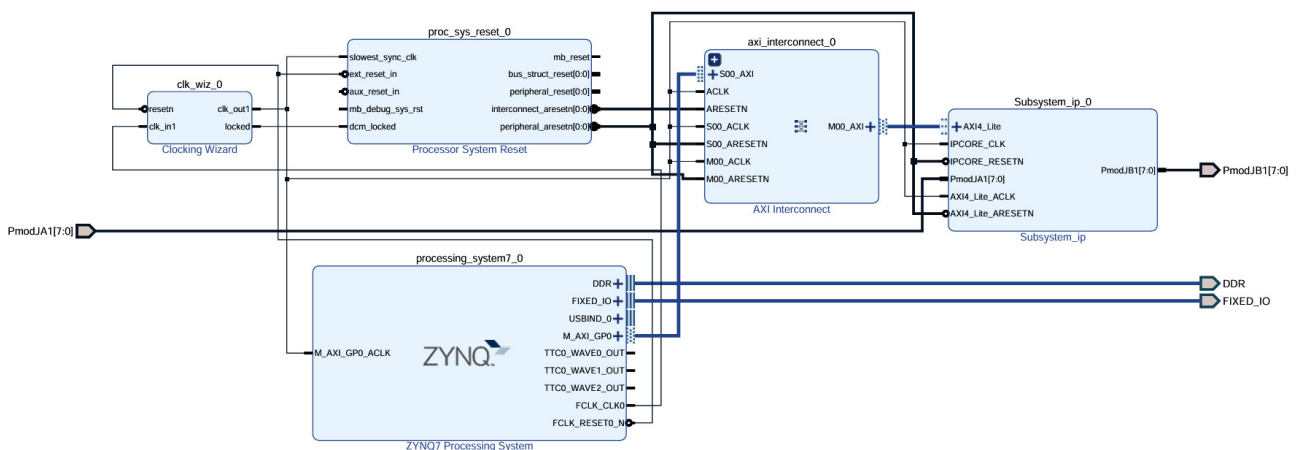 proc_sys_reset_0
slowest_sync_clk
ext_reset_in
aux_reset_in
mb_debug_sys_rst
dcm_locked
mb_reset
bus_struct_reset[0:0]
peripheral_reset[0:0]
interconnect_aresetn[0:0]
peripheral_aresetn[0:0]
Processor System Reset
clk_wiz_0
resetn
clk_in1
clk_out1
locked
Clocking Wizard
axi_interconnect_0
S00_AXI
ACLK
ARESETN
S00_ACLK
S00_ARESETN
M00_ACLK
M00_ARESETN
M00_AXI
AXI Interconnect
Subsystem_ip_0
AXI4_Lite
IPCORE_CLK
IPCORE_RESETN
PmodJA1[7:0]
AXI4_Lite_ACLK
AXI4_Lite_ARESETN
PmodJB1[7:0]
Subsystem_ip
PmodJB1[7:0]
PmodJA1[7:0]
processing_system7_0
M_AXI_GP0_ACLK
ZYNQ
DDR
FIXED_IO
USBIND_0
M_AXI_GP0
TTC0_WAVE0_OUT
TTC0_WAVE1_OUT
TTC0_WAVE2_OUT
FCLK_CLK0
FCLK_RESET0_N
ZYNQ7 Processing System
DDR
FIXED_IO